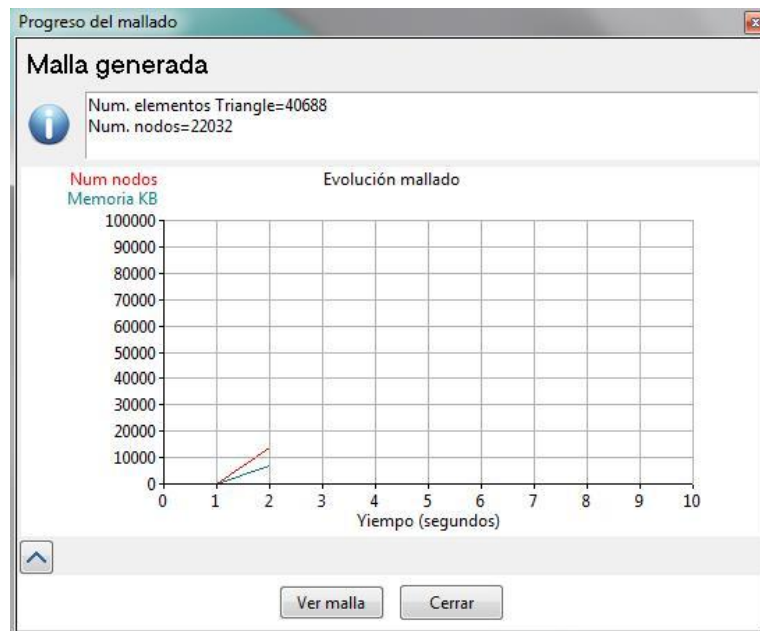 Progreso del mallado
Malla generada
Num. elementos Triangle=40688
Num. nodos=22032
Num nodos
Evolución mallado
Memoria KB
100000
90000
80000
70000
60000
50000
40000
30000
20000
10000
0
0 1 2 3 4 5 6 7 8 9 10
Yiempo (segundos)
Ver malla Cerrar